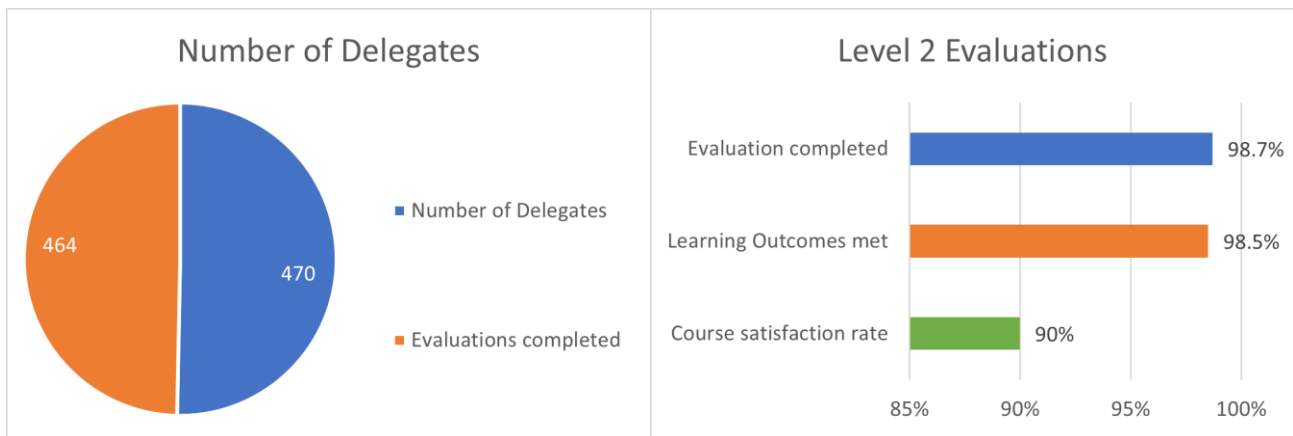 Number of Delegates
464
470
Number of Delegates
Evaluations completed
Level 2 Evaluations
Evaluation completed
98.7%
Learning Outcomes met
98.5%
Course satisfaction rate
90%
85%
90%
95%
100%